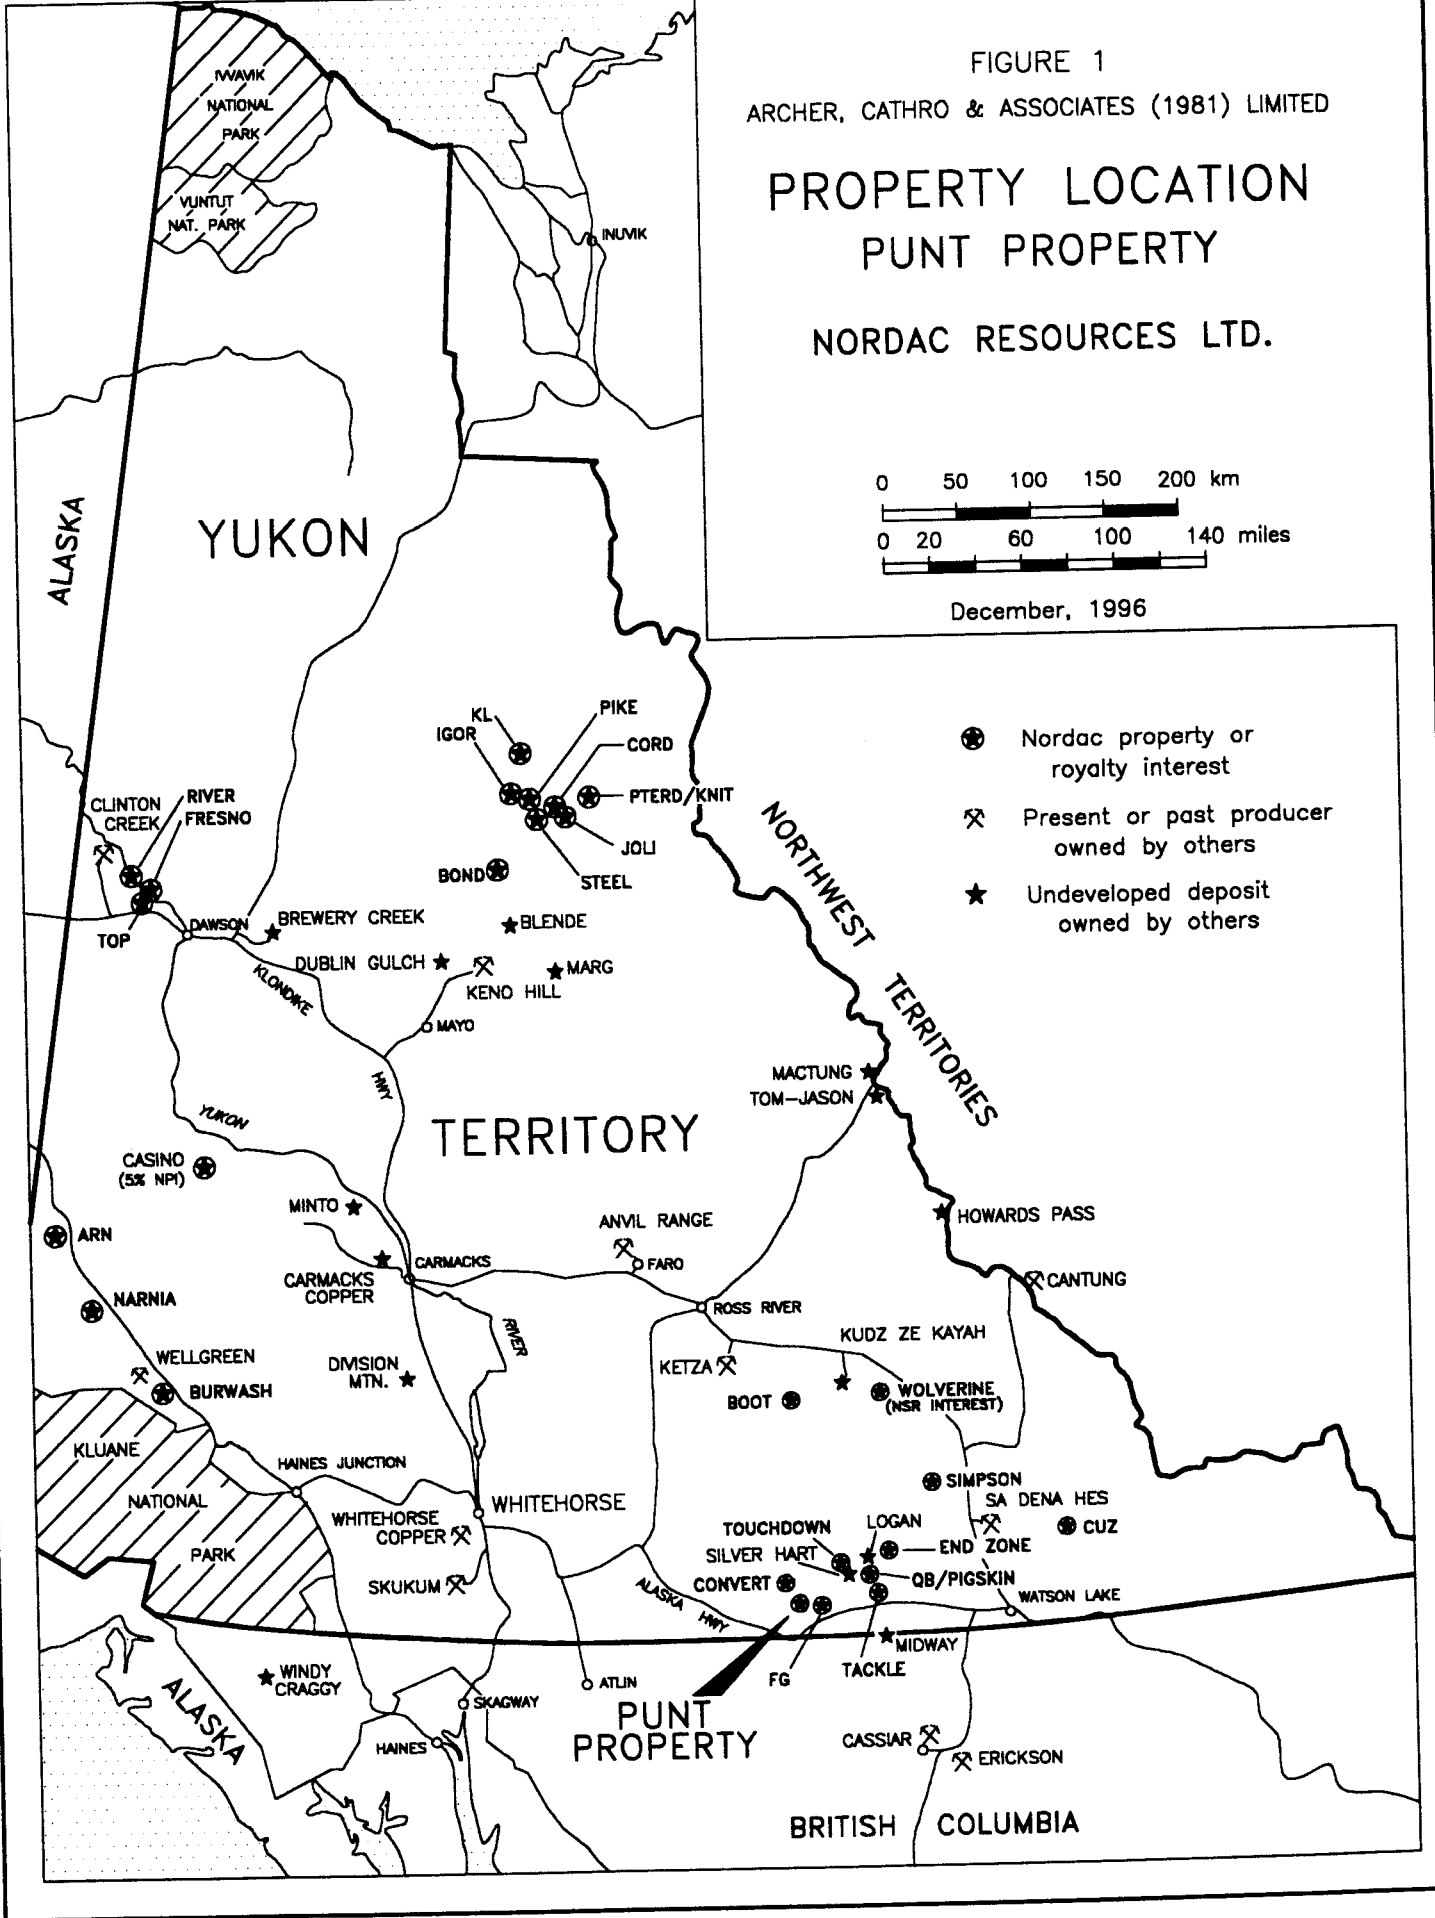 FIGURE 1
ARCHER, CATHRO & ASSOCIATES (1981) LIMITED
PROPERTY LOCATION
PUNT PROPERTY
NORDAC RESOURCES LTD.
0 50 100 150 200 km
0 20 60 100 140 miles
December, 1996
Nordac property or
royalty interest
Present or past producer
owned by others
Undeveloped deposit
owned by others
IVVAVIK
NATIONAL
PARK
VUNTUT
NAT. PARK
INUVIK
ALASKA
YUKON
KL
IGOR
PIKE
CORD
PTERD/KNIT
JOLI
STEEL
BOND
CLINTON
CREEK
RIVER
FRESNO
TOP
DAWSON
BREWERY CREEK
BLENDE
DUBLIN GULCH
MARG
KENO HILL
KLONDIKE
MAYO
HWY
NORTHWEST
TERRITORIES
MACTUNG
TOM-JASON
YUKON
TERRITORY
CASINO
(5% NPI)
MINTO
ARN
ANVIL RANGE
HOWARDS PASS
CARMACKS
FARO
CARMACKS
COPPER
CANTUNG
NARNIA
ROSS RIVER
RIVER
KUDZ ZE KAYAH
WELLGREEN
DIVISION
MTN.
KETZA
BURWASH
BOOT
WOLVERINE
(NSR INTEREST)
KLUANE
NATIONAL
PARK
HAINES JUNCTION
SIMPSON
SA DENA HES
WHITEHORSE
WHITEHORSE
COPPER
TOUCHDOWN
LOGAN
CUZ
SILVER HART
END ZONE
SKUKUM
CONVERT
QB/PIGSKIN
ALASKA
HWY
WATSON LAKE
MIDWAY
TACKLE
FG
WINDY
CRAGGY
ATLIN
PUNT
PROPERTY
ALASKA
SKAGWAY
HAINES
CASSIAR
ERICKSON
BRITISH COLUMBIA